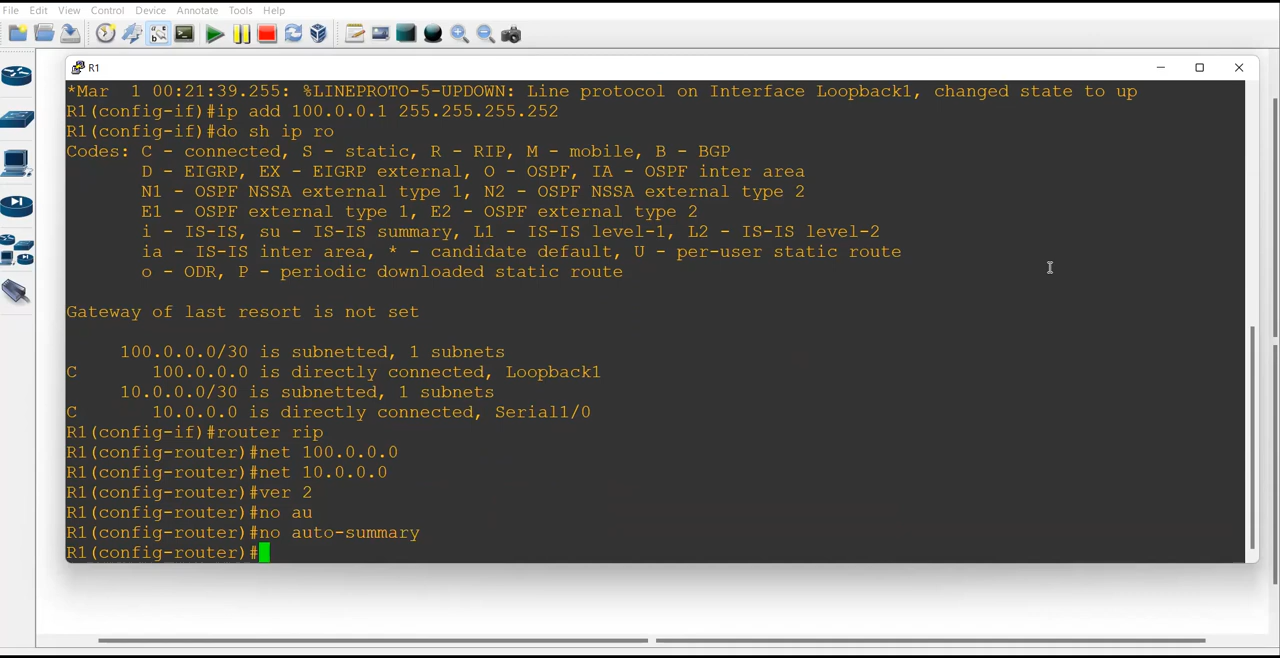 File Edit View Control Device Annotate Tools Help
R1
*Mar  1 00:21:39.255: %LINEPROTO-5-UPDOWN: Line protocol on Interface Loopback1, changed state to up
R1(config-if)#ip add 100.0.0.1 255.255.255.252
R1(config-if)#do sh ip ro
Codes: C - connected, S - static, R - RIP, M - mobile, B - BGP
       D - EIGRP, EX - EIGRP external, O - OSPF, IA - OSPF inter area
       N1 - OSPF NSSA external type 1, N2 - OSPF NSSA external type 2
       E1 - OSPF external type 1, E2 - OSPF external type 2
       i - IS-IS, su - IS-IS summary, L1 - IS-IS level-1, L2 - IS-IS level-2
       ia - IS-IS inter area, * - candidate default, U - per-user static route
       o - ODR, P - periodic downloaded static route
Gateway of last resort is not set
     100.0.0.0/30 is subnetted, 1 subnets
C       100.0.0.0 is directly connected, Loopback1
     10.0.0.0/30 is subnetted, 1 subnets
C       10.0.0.0 is directly connected, Serial1/0
R1(config-if)#router rip
R1(config-router)#net 100.0.0.0
R1(config-router)#net 10.0.0.0
R1(config-router)#ver 2
R1(config-router)#no au
R1(config-router)#no auto-summary
R1(config-router)#